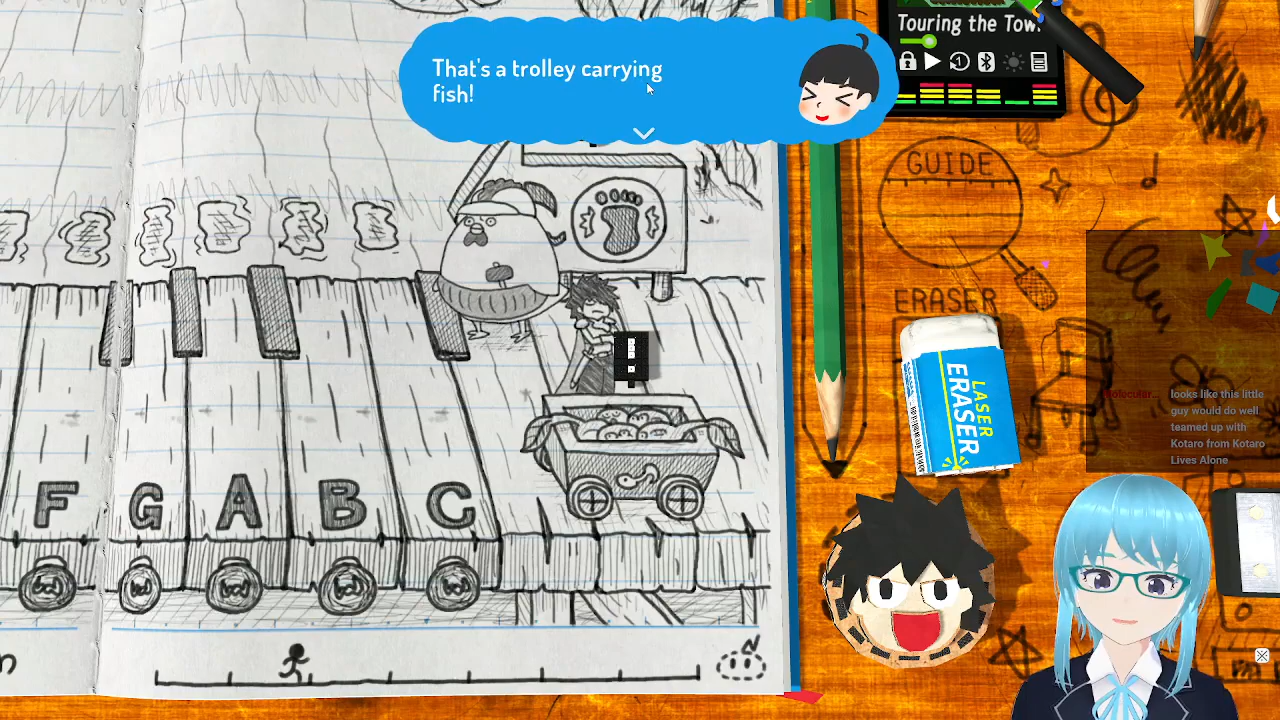 That's a trolley carrying
fish!
Touring the Tow
1
GUIDE
ERASER
LASER
ERASER
looks like this little
guy would do well
teamed up with
Kotaro from Kotaro
Lives Alone
F G A B C
N